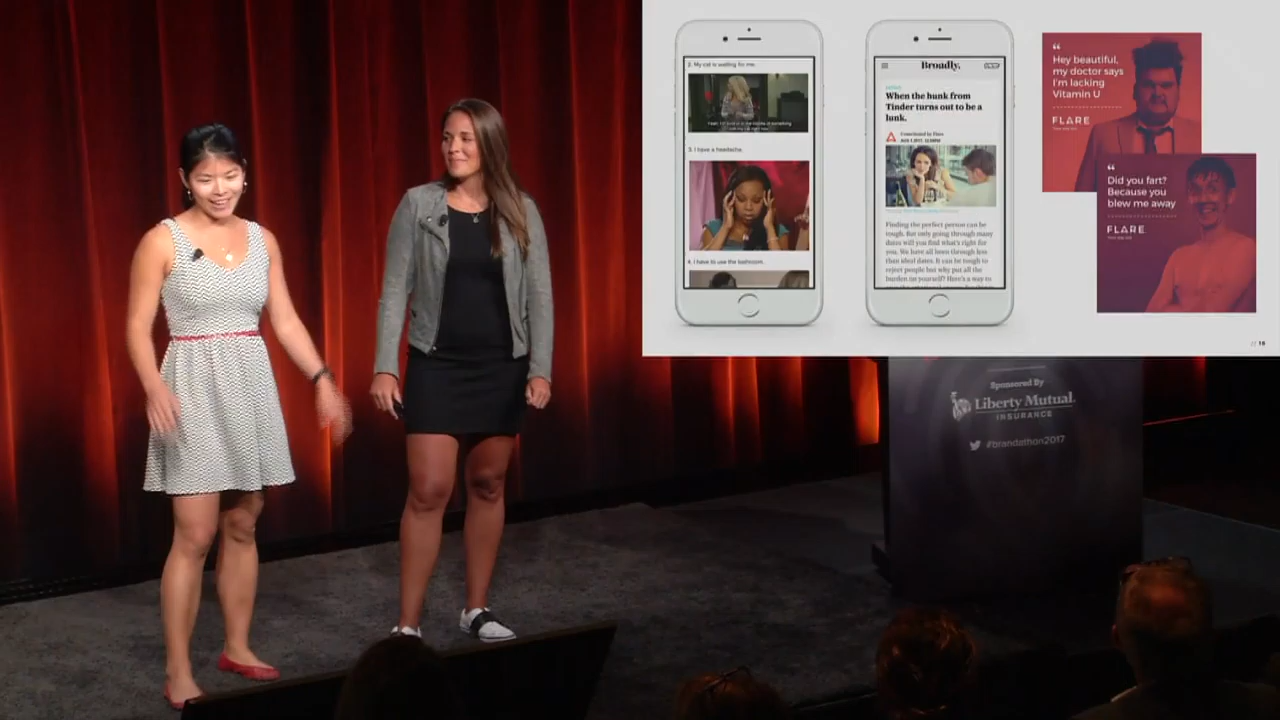 2. My cat is waiting for me.
3. I have a headache.
4. I have to use the bathroom.
Broadly.
When the hunk from
Tinder turns out to be a
lunk.
Contributed by Flare
Finding the perfect person can be
tough. But only going through many
dates will you find what's right for
you. We have all been through less
then ideal dates. It can be tough to
reject people but why put all the
burden on yourself? Here's a way to
“
Hey beautiful,
my doctor says
I'm lacking
Vitamin U
FLARE
“
Did you fart?
Because you
blew me away
FLARE
// 18
Sponsored By
Liberty Mutual.
INSURANCE
#brandathon2017